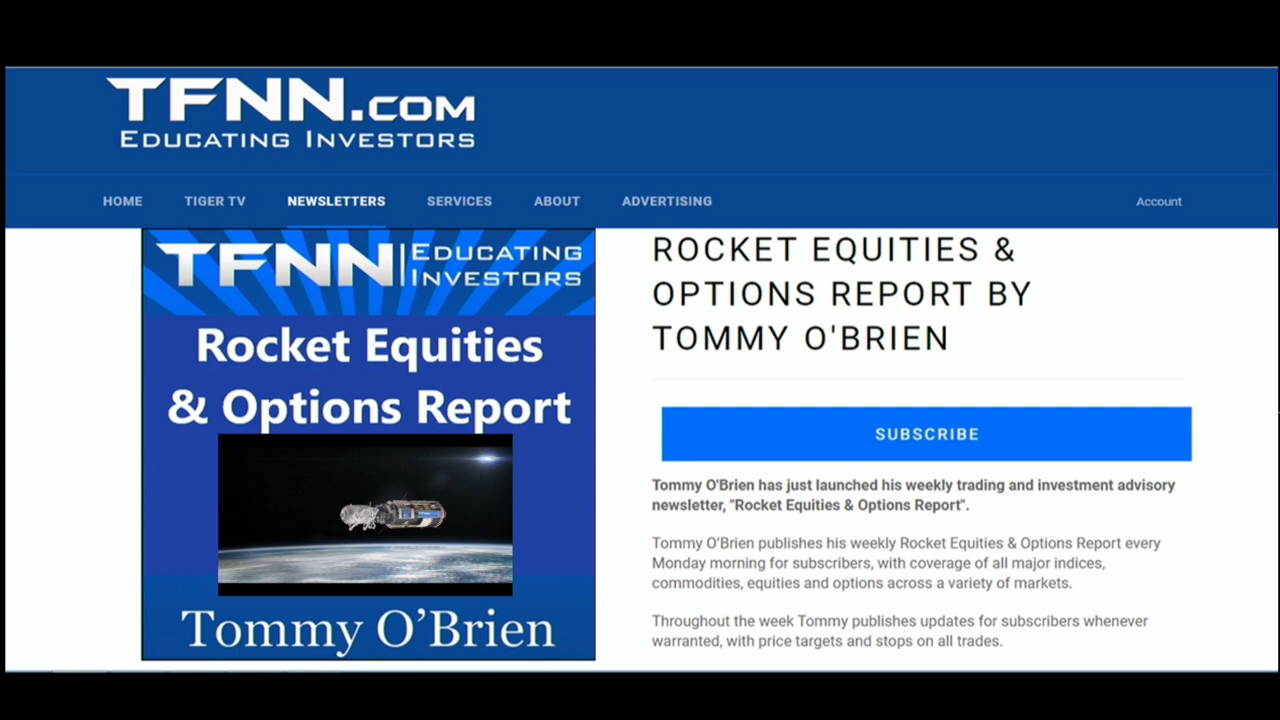 TFNN.COM
EDUCATING INVESTORS
HOME TIGER TV NEWSLETTERS SERVICES ABOUT ADVERTISING Account
TFNN EDUCATING
INVESTORS
Rocket Equities
& Options Report
Tommy O’Brien
ROCKET EQUITIES &
OPTIONS REPORT BY
TOMMY O'BRIEN
SUBSCRIBE
Tommy O'Brien has just launched his weekly trading and investment advisory
newsletter, "Rocket Equities & Options Report".
Tommy O'Brien publishes his weekly Rocket Equities & Options Report every
Monday morning for subscribers, with coverage of all major indices,
commodities, equities and options across a variety of markets.
Throughout the week Tommy publishes updates for subscribers whenever
warranted, with price targets and stops on all trades.